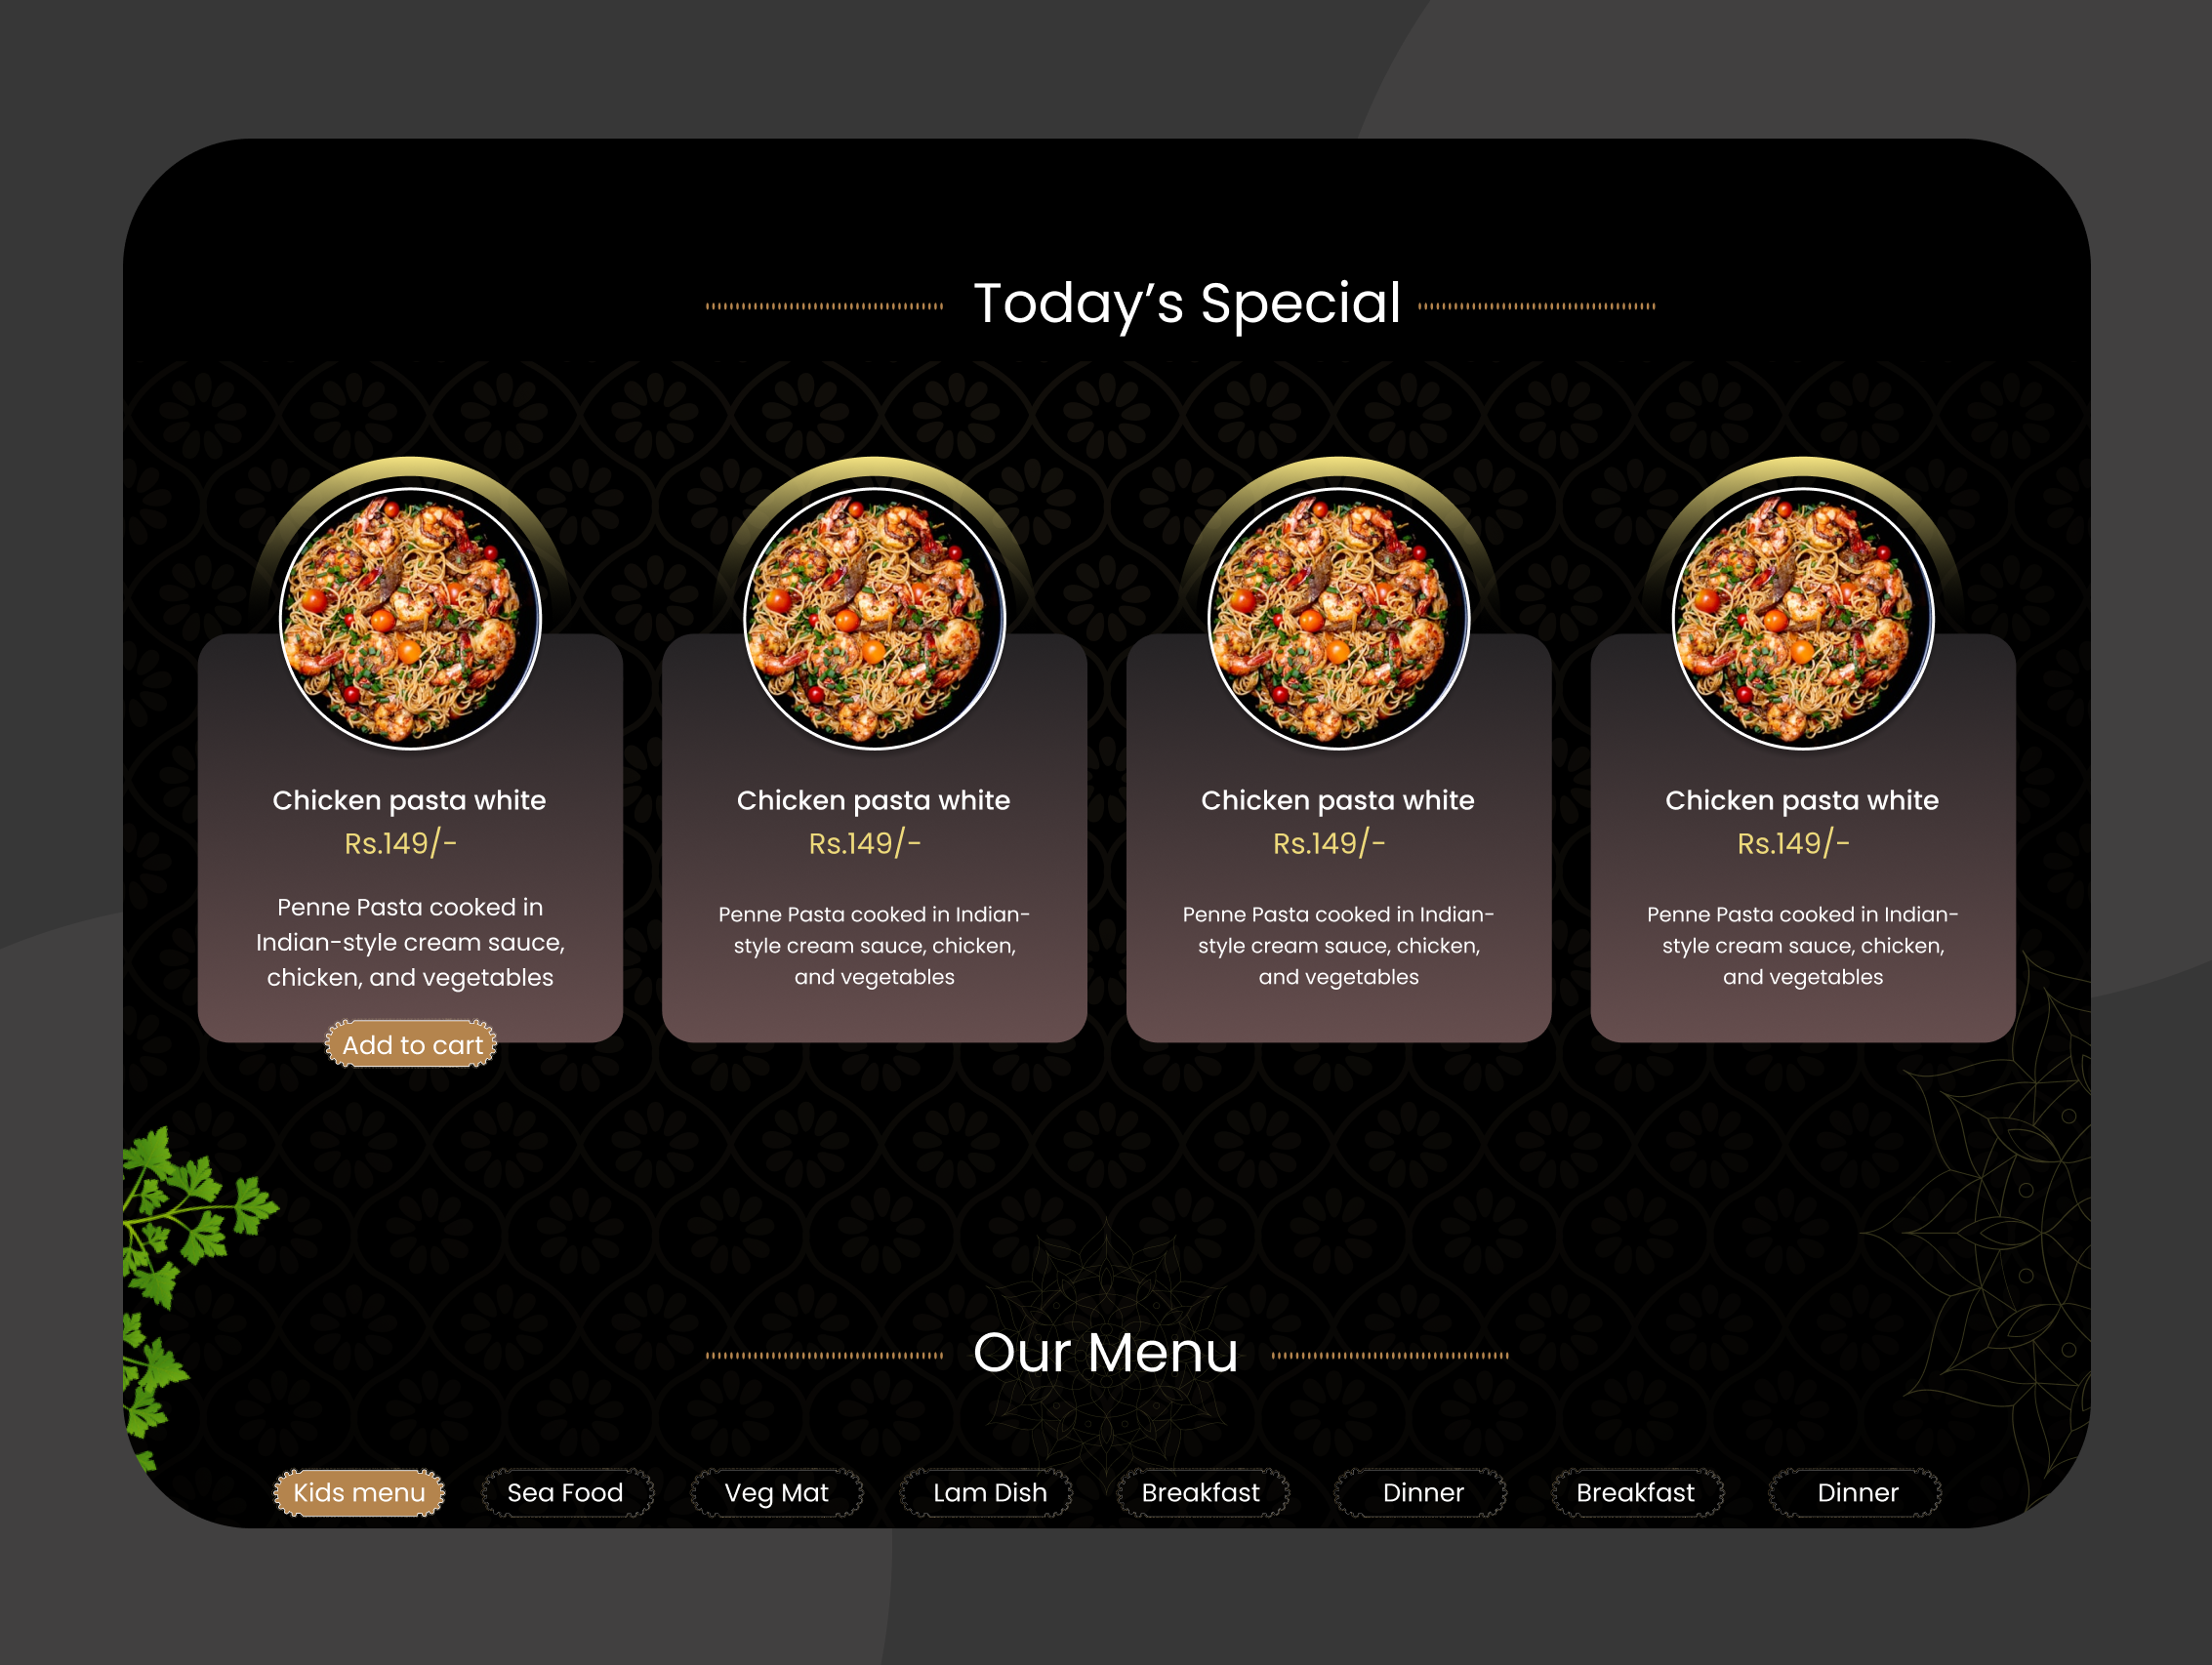 Today’s Special
Chicken pasta white
Rs.149/-
Penne Pasta cooked in
Indian-style cream sauce,
chicken, and vegetables
Add to cart
Chicken pasta white
Rs.149/-
Penne Pasta cooked in Indian-
style cream sauce, chicken,
and vegetables
Chicken pasta white
Rs.149/-
Penne Pasta cooked in Indian-
style cream sauce, chicken,
and vegetables
Chicken pasta white
Rs.149/-
Penne Pasta cooked in Indian-
style cream sauce, chicken,
and vegetables
Our Menu
Kids menu
Sea Food
Veg Mat
Lam Dish
Breakfast
Dinner
Breakfast
Dinner